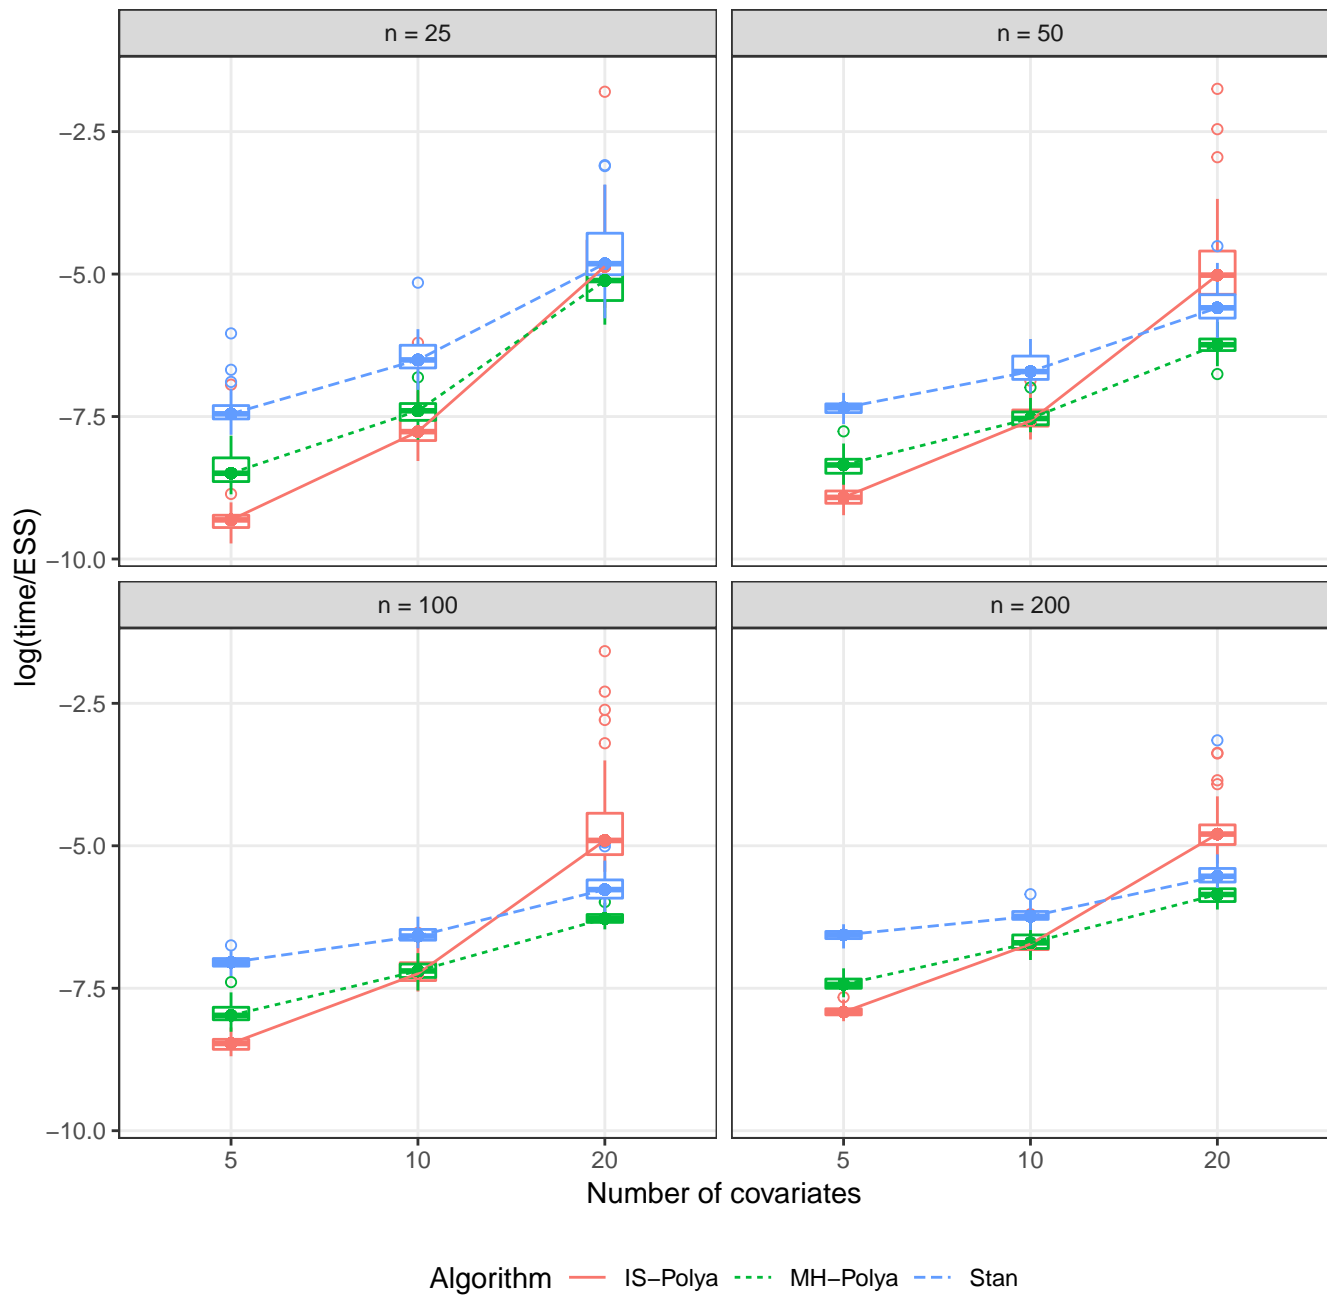 n = 25
n = 50
−2.5
−5.0
−7.5
−10.0
n = 100
n = 200
−2.5
−5.0
−7.5
−10.0
log(time/ESS)
5
10
20
5
10
20
Number of covariates
Algorithm
IS−Polya
MH−Polya
Stan